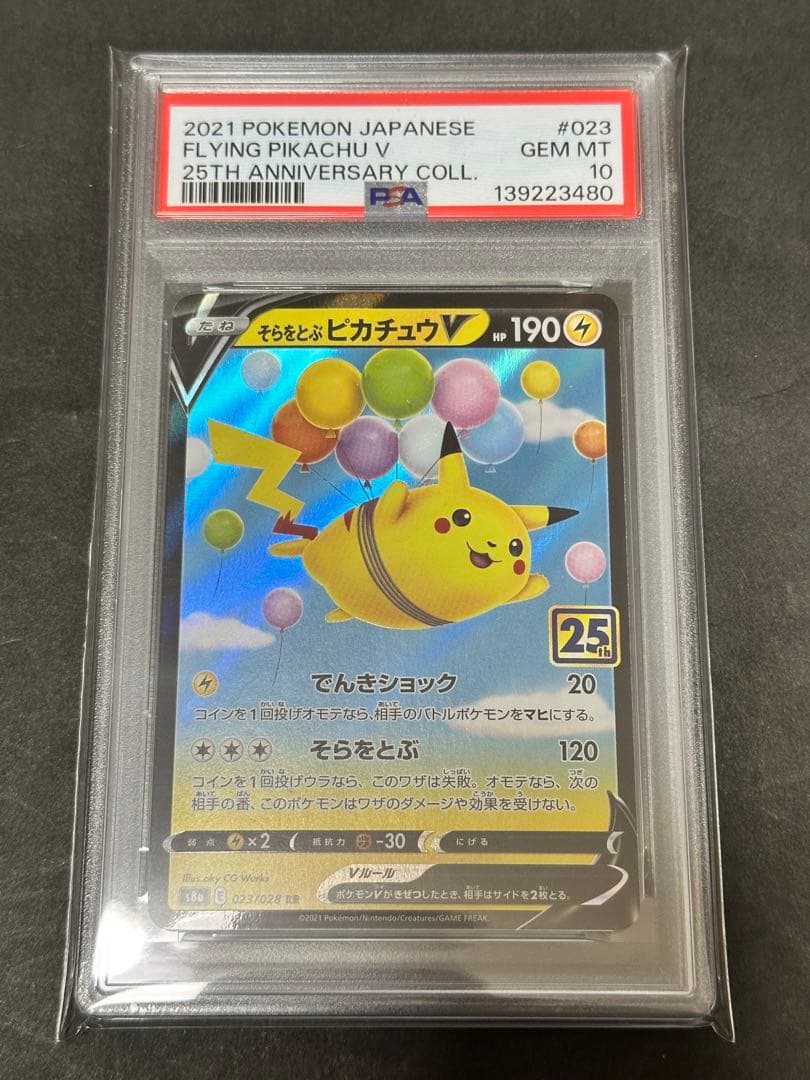 2021 POKEMON JAPANESE #023
FLYING PIKACHU V GEM MT
25TH ANNIVERSARY COLL. 10
PSA 139223480
たね そらをとぶピカチュウV HP 190
25th
でんきショック 20
コインを1回投げオモテなら、相手のバトルポケモンをマヒにする。
そらをとぶ 120
コインを1回投げウラなら、このワザは失敗。オモテなら、次の
相手の番、このポケモンはワザのダメージや効果を受けない。
弱点 ×2 抵抗力 -30 にげる
Illus. aky CG Works
Vルール
ポケモンVがきぜつしたとき、相手はサイドを2枚とる。
s8a E 023/028 RR
©2021 Pokémon/Nintendo/Creatures/GAME FREAK.